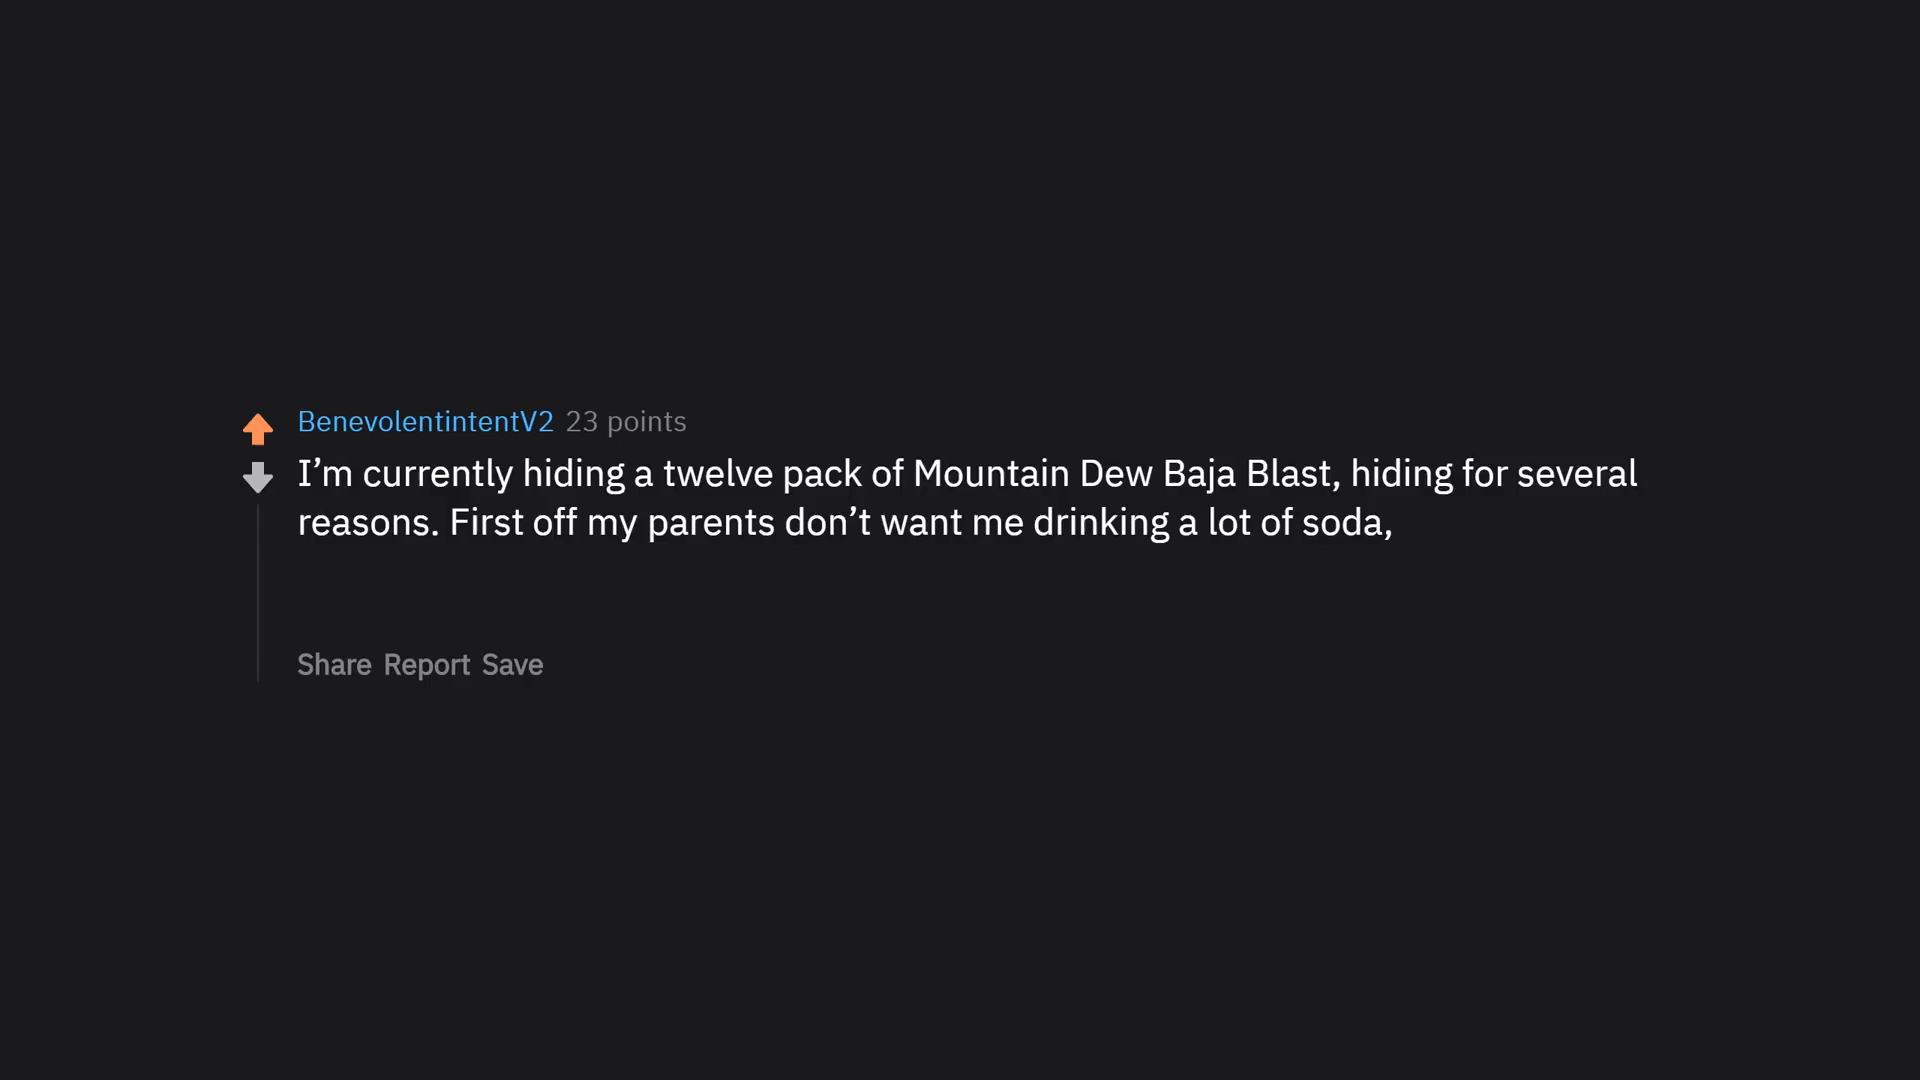 BenevolentintentV2 23 points
I’m currently hiding a twelve pack of Mountain Dew Baja Blast, hiding for several
reasons. First off my parents don’t want me drinking a lot of soda,
Share Report Save